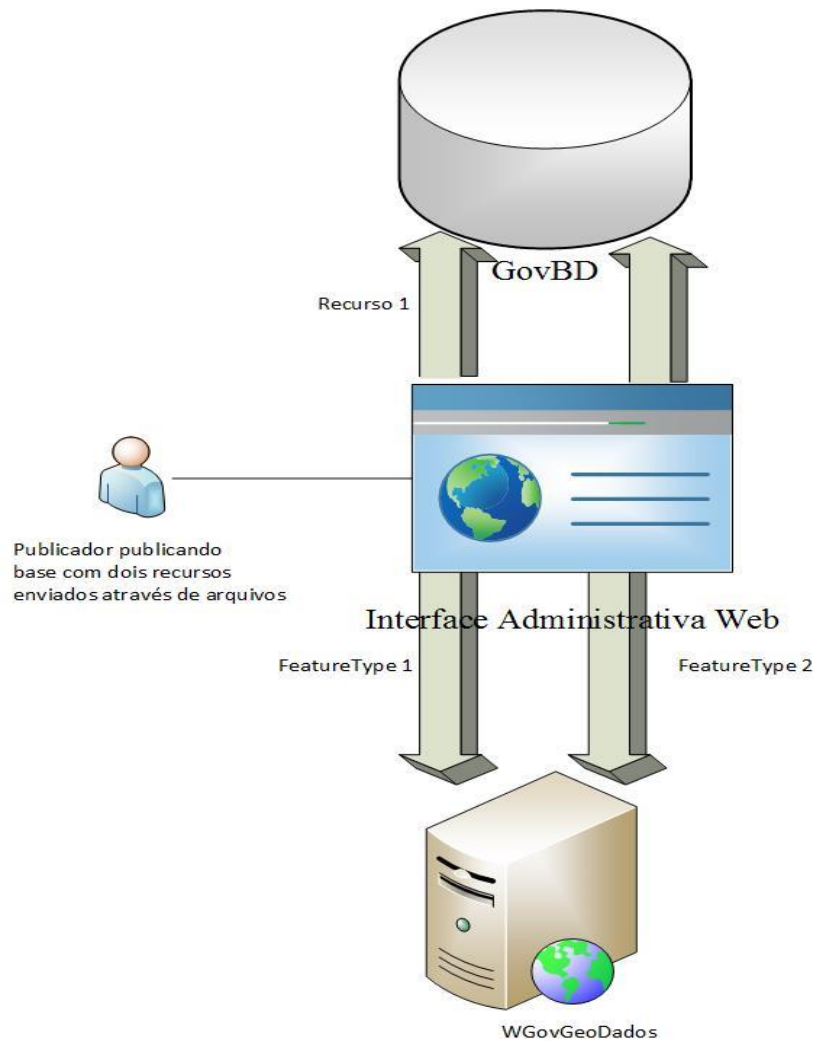 GovBD
Recurso 1
Publicador publicando
base com dois recursos
enviados através de arquivos
Interface Administrativa Web
FeatureType 1
FeatureType 2
WGovGeoDados